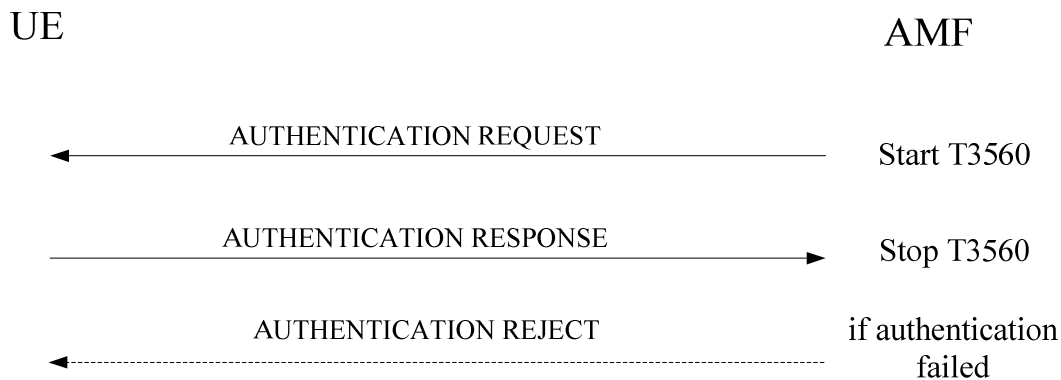 UE
AMF
AUTHENTICATION REQUEST
Start T3560
AUTHENTICATION RESPONSE
Stop T3560
AUTHENTICATION REJECT
if authentication
failed